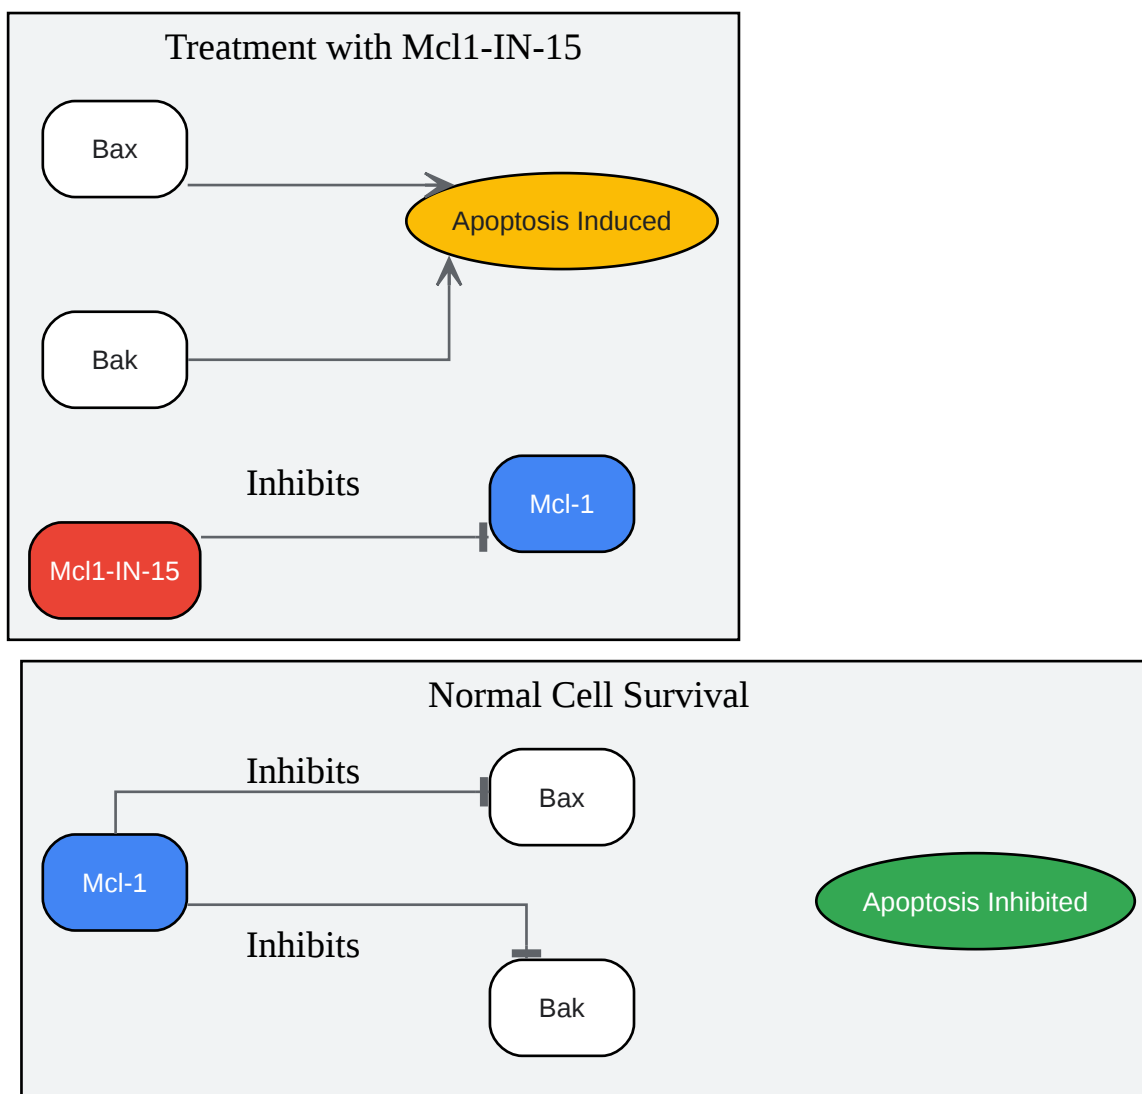 Treatment with Mcl1-IN-15
Bax
Apoptosis Induced
Bak
Inhibits
Mcl-1
Mcl1-IN-15
Normal Cell Survival
Inhibits
Bax
Mcl-1
Apoptosis Inhibited
Inhibits
Bak